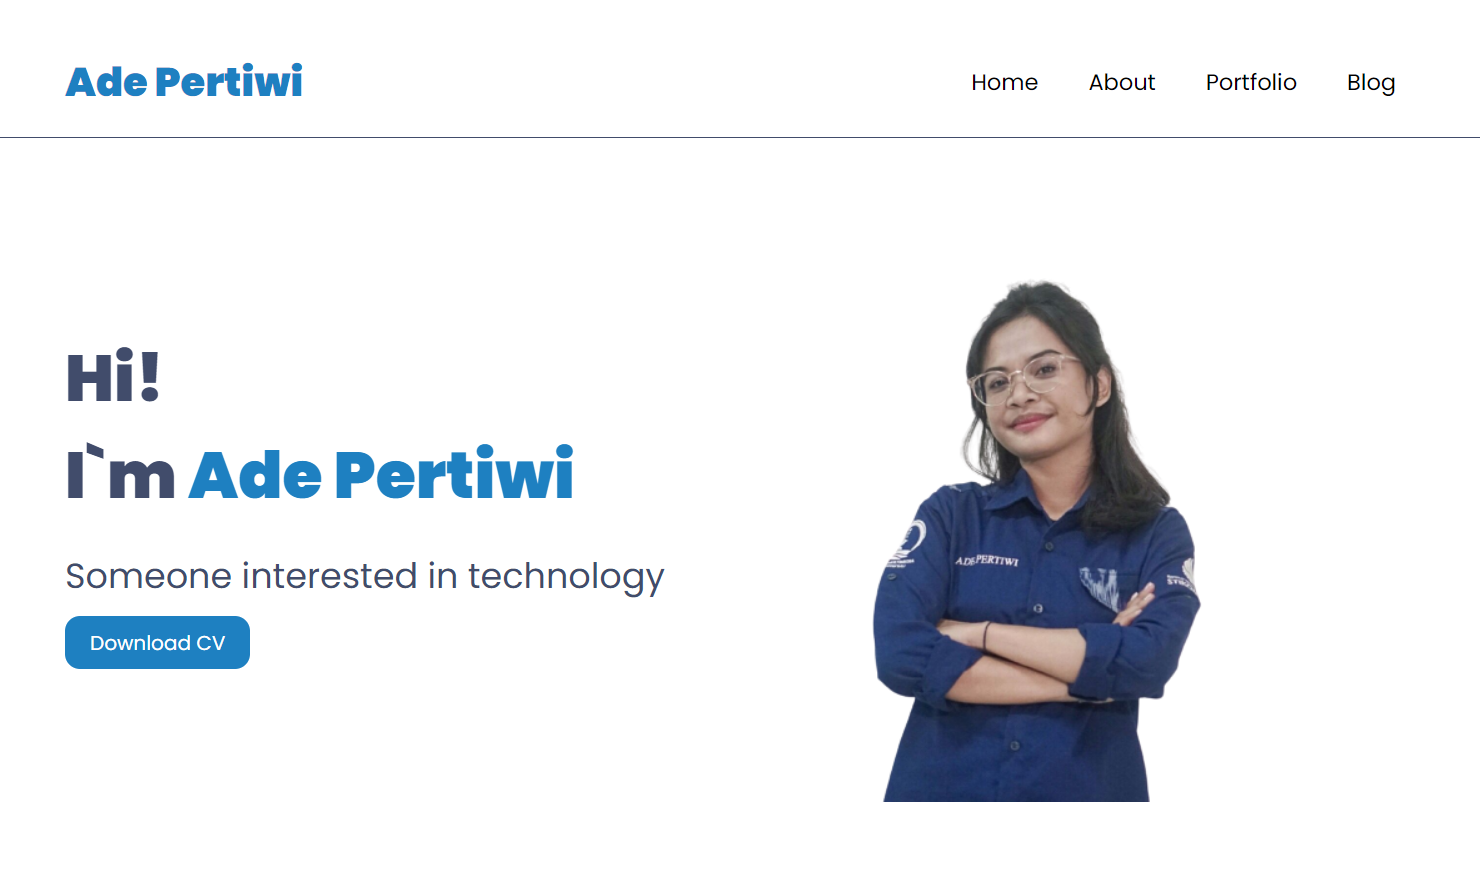 Ade Pertiwi
Home About Portfolio Blog
Hi!
I`m Ade Pertiwi
Someone interested in technology
Download CV
ADE PERTIWI